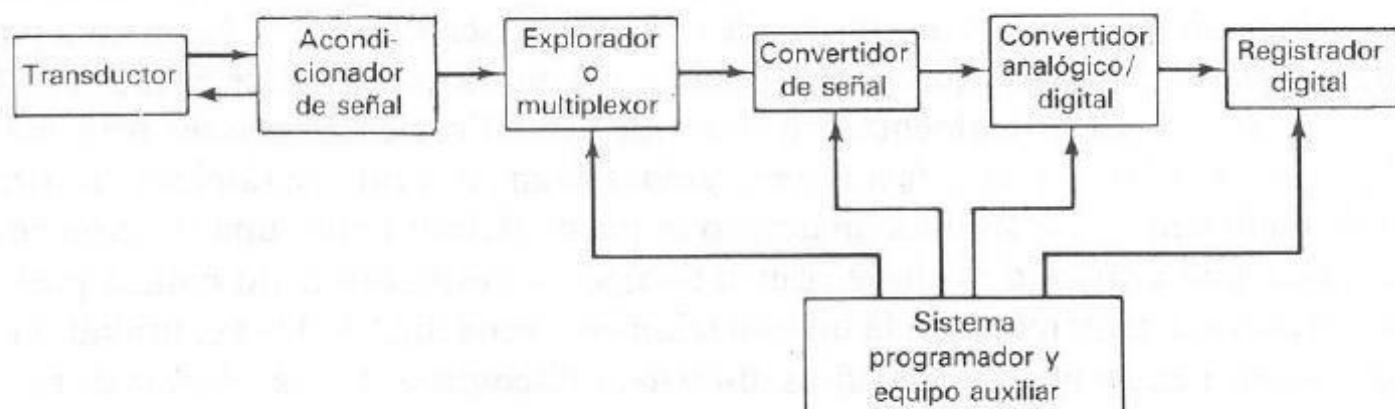 Transductor
Acondi-
cionador
de señal
Explorador
o
multiplexor
Convertidor
de señal
Convertidor
analógico/
digital
Registrador
digital
Sistema
programador y
equipo auxiliar